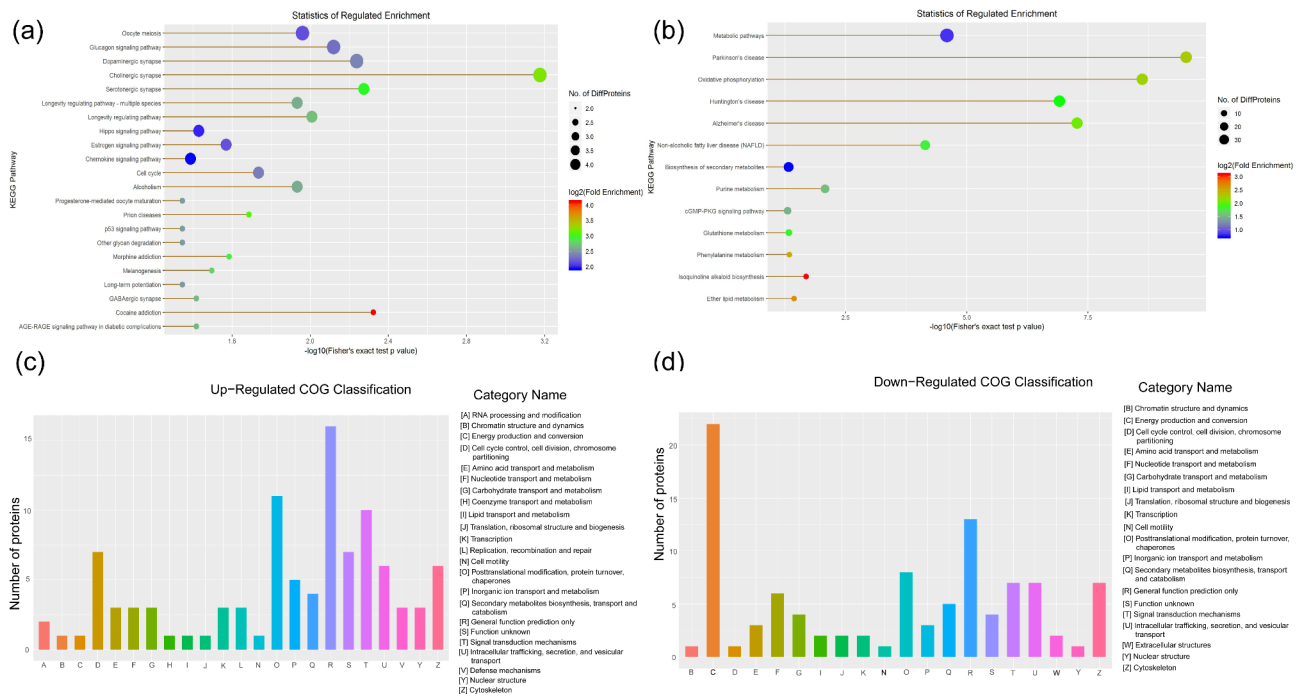 (a)
Statistics of Regulated Enrichment
KEGG Pathway
Oocyte meiosis
Glucagon signaling pathway
Dopaminergic synapse
Cholinergic synapse
Serotonergic synapse
Longevity regulating pathway - multiple species
Longevity regulating pathway
Hippo signaling pathway
Estrogen signaling pathway
Chemokine signaling pathway
Cell cycle
Alcoholism
Progesterone-mediated oocyte maturation
Prion diseases
p53 signaling pathway
Other glycan degradation
Morphine addiction
Melanogenesis
Long-term potentiation
GABAergic synapse
Cocaine addiction
AGE-RAGE signaling pathway in diabetic complications
1.6 2.0 2.4 2.8 3.2
-log10(Fisher's exact test p value)
No. of DiffProteins
2.0
2.5
3.0
3.5
4.0
log2(Fold Enrichment)
4.0
3.5
3.0
2.5
2.0
(b)
Statistics of Regulated Enrichment
KEGG Pathway
Metabolic pathways
Parkinson's disease
Oxidative phosphorylation
Huntington's disease
Alzheimer's disease
Non-alcoholic fatty liver disease (NAFLD)
Biosynthesis of secondary metabolites
Purine metabolism
cGMP-PKG signaling pathway
Glutathione metabolism
Phenylalanine metabolism
Isoquinoline alkaloid biosynthesis
Ether lipid metabolism
2.5 5.0 7.5
-log10(Fisher's exact test p value)
No. of DiffProteins
10
20
30
log2(Fold Enrichment)
3.0
2.5
2.0
1.5
1.0
(c)
Up-Regulated COG Classification
Number of proteins
15
10
5
0
A B C D E F G H I J K L N O P Q R S T U V Y Z
Category Name
[A] RNA processing and modification
[B] Chromatin structure and dynamics
[C] Energy production and conversion
[D] Cell cycle control, cell division, chromosome
partitioning
[E] Amino acid transport and metabolism
[F] Nucleotide transport and metabolism
[G] Carbohydrate transport and metabolism
[H] Coenzyme transport and metabolism
[I] Lipid transport and metabolism
[J] Translation, ribosomal structure and biogenesis
[K] Transcription
[L] Replication, recombination and repair
[N] Cell motility
[O] Posttranslational modification, protein turnover,
chaperones
[P] Inorganic ion transport and metabolism
[Q] Secondary metabolites biosynthesis, transport and
catabolism
[R] General function prediction only
[S] Function unknown
[T] Signal transduction mechanisms
[U] Intracellular trafficking, secretion, and vesicular
transport
[V] Defense mechanisms
[Y] Nuclear structure
[Z] Cytoskeleton
(d)
Down-Regulated COG Classification
Number of proteins
20
15
10
5
0
B C D E F G I J K N O P Q R S T U W Y Z
Category Name
[B] Chromatin structure and dynamics
[C] Energy production and conversion
[D] Cell cycle control, cell division, chromosome
partitioning
[E] Amino acid transport and metabolism
[F] Nucleotide transport and metabolism
[G] Carbohydrate transport and metabolism
[I] Lipid transport and metabolism
[J] Translation, ribosomal structure and biogenesis
[K] Transcription
[N] Cell motility
[O] Posttranslational modification, protein turnover,
chaperones
[P] Inorganic ion transport and metabolism
[Q] Secondary metabolites biosynthesis, transport
and catabolism
[R] General function prediction only
[S] Function unknown
[T] Signal transduction mechanisms
[U] Intracellular trafficking, secretion, and vesicular
transport
[W] Extracellular structures
[Y] Nuclear structure
[Z] Cytoskeleton